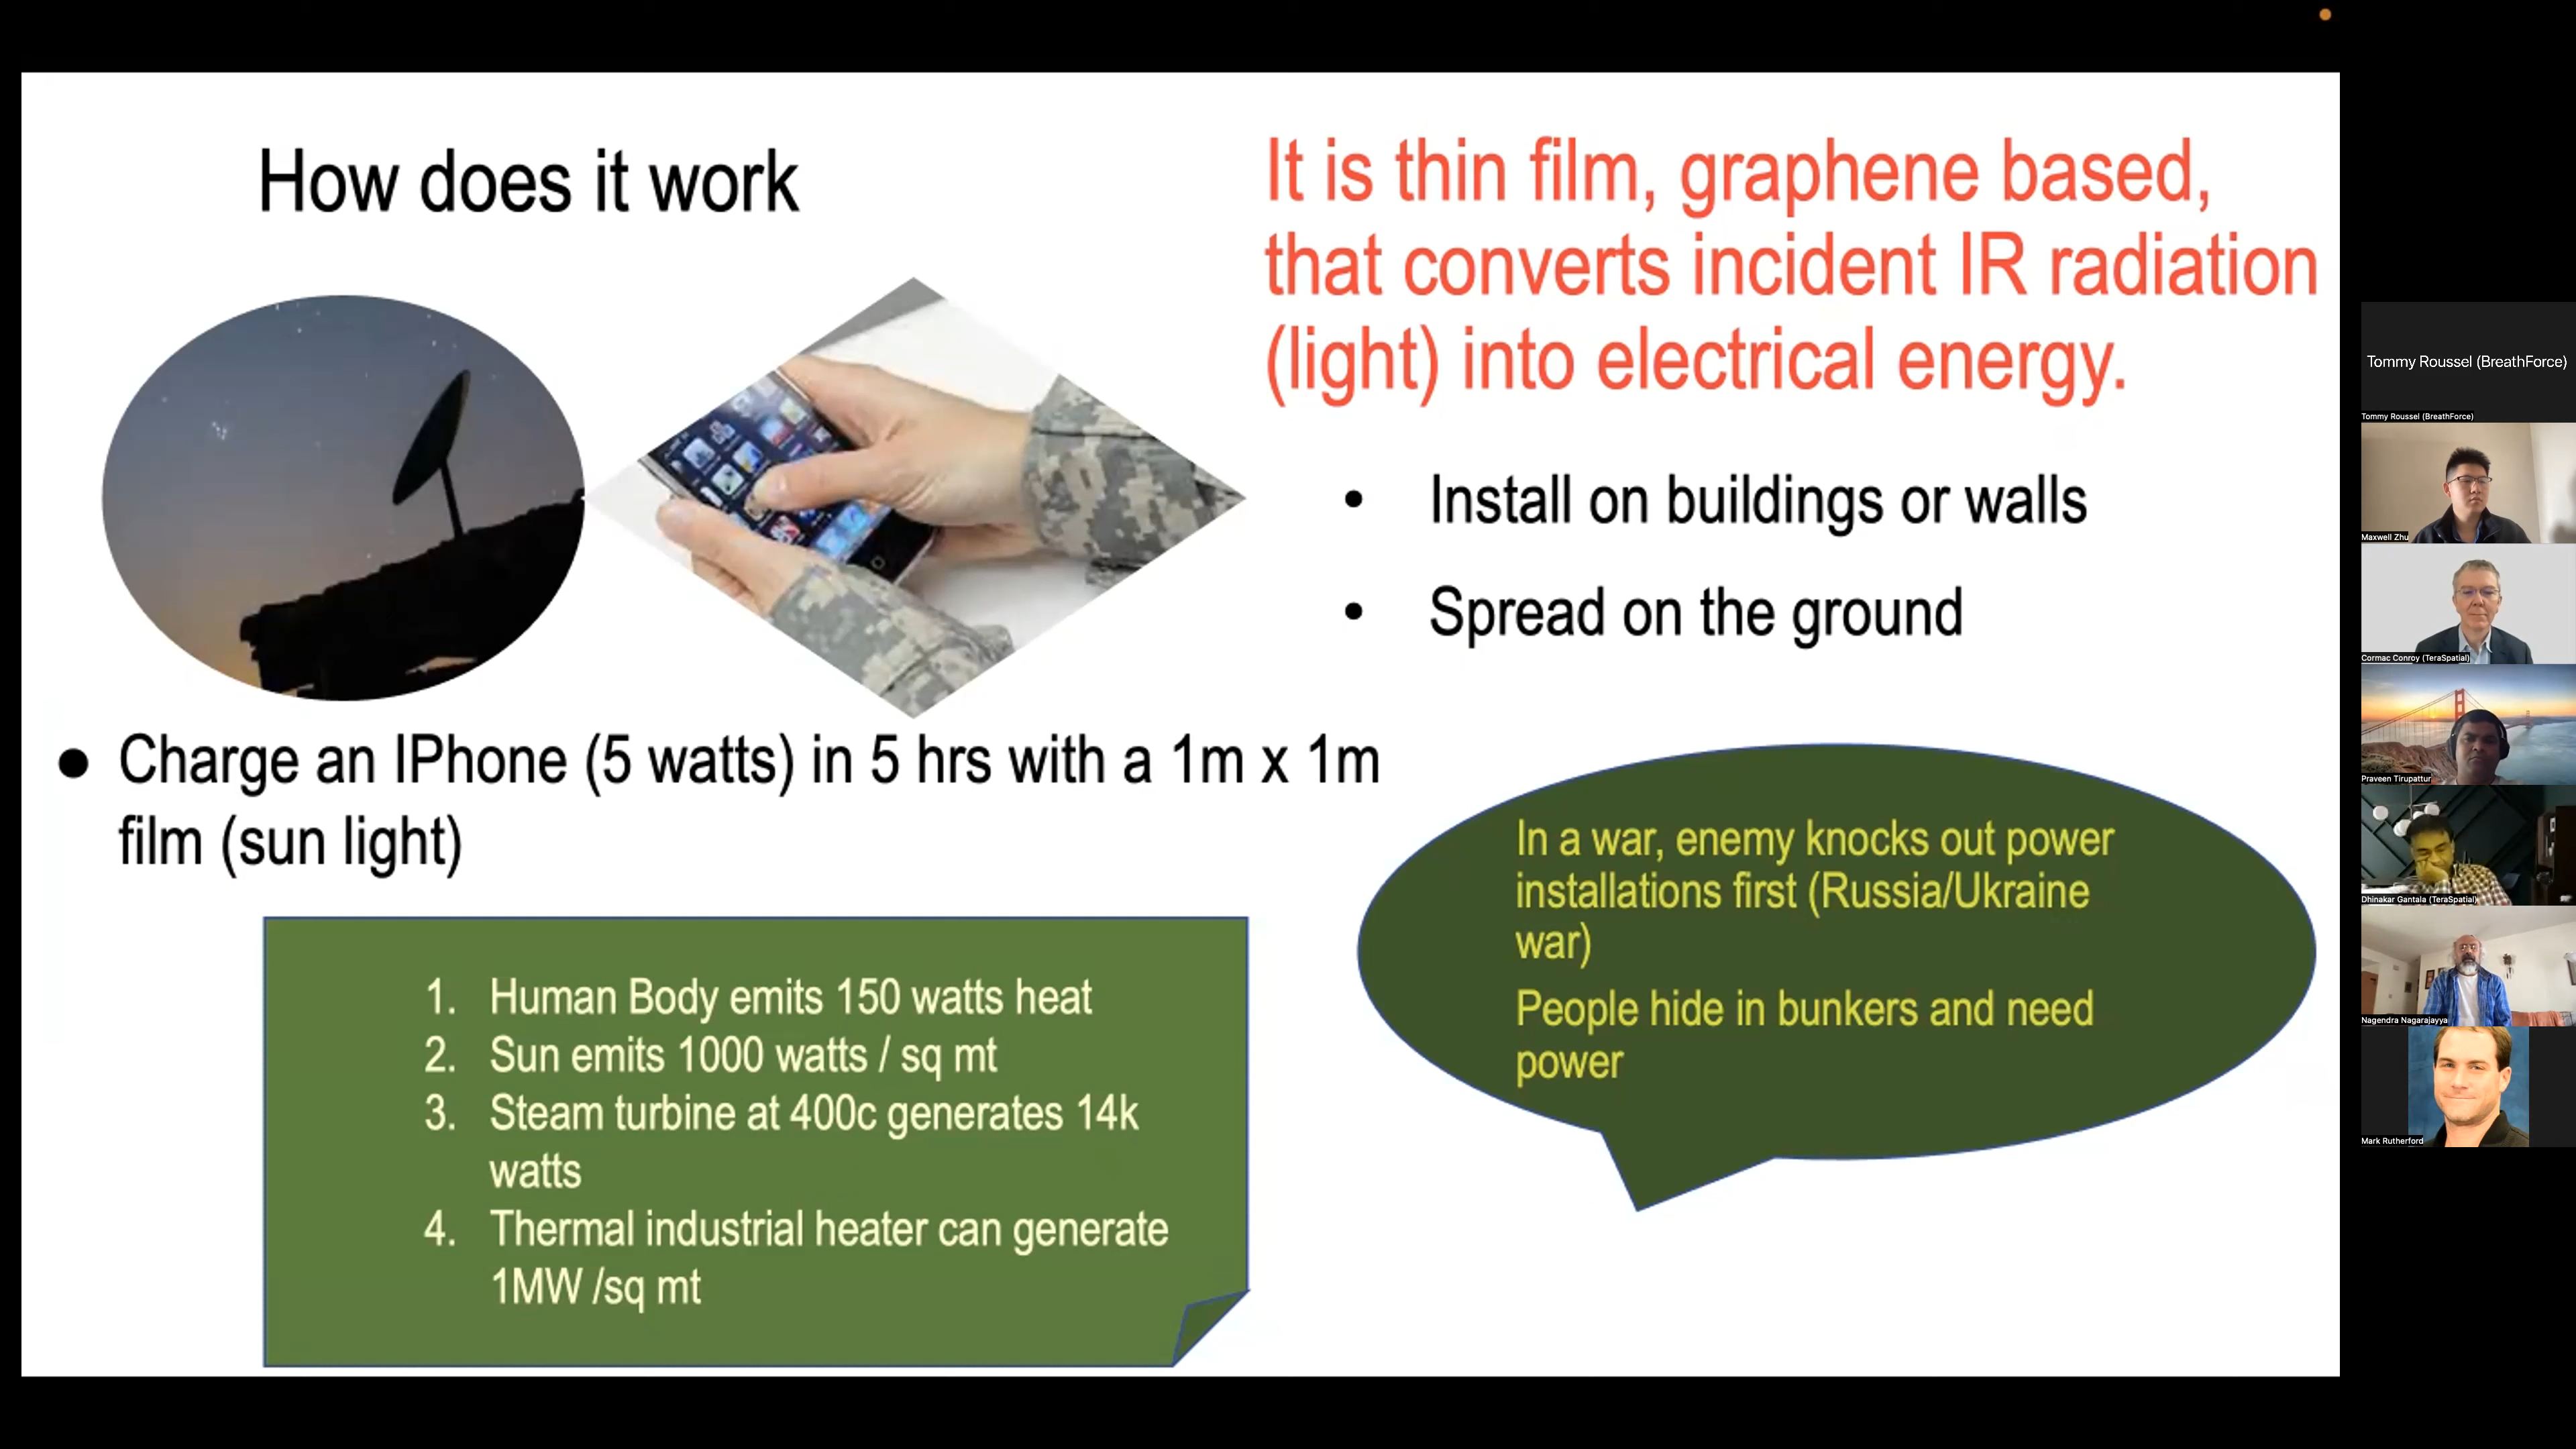 How does it work
It is thin film, graphene based,
that converts incident IR radiation
(light) into electrical energy.
• Install on buildings or walls
• Spread on the ground
● Charge an IPhone (5 watts) in 5 hrs with a 1m x 1m
film (sun light)
1. Human Body emits 150 watts heat
2. Sun emits 1000 watts / sq mt
3. Steam turbine at 400c generates 14k
watts
4. Thermal industrial heater can generate
1MW /sq mt
In a war, enemy knocks out power
installations first (Russia/Ukraine
war)
People hide in bunkers and need
power
Tommy Roussel (BreathForce)
Tommy Roussel (BreathForce)
Maxwell Zhu
Cormac Conroy (TeraSpatial)
Praveen Tirupattur
Dhinakar Gantala (TeraSpatial)
Nagendra Nagarajayya
Mark Rutherford